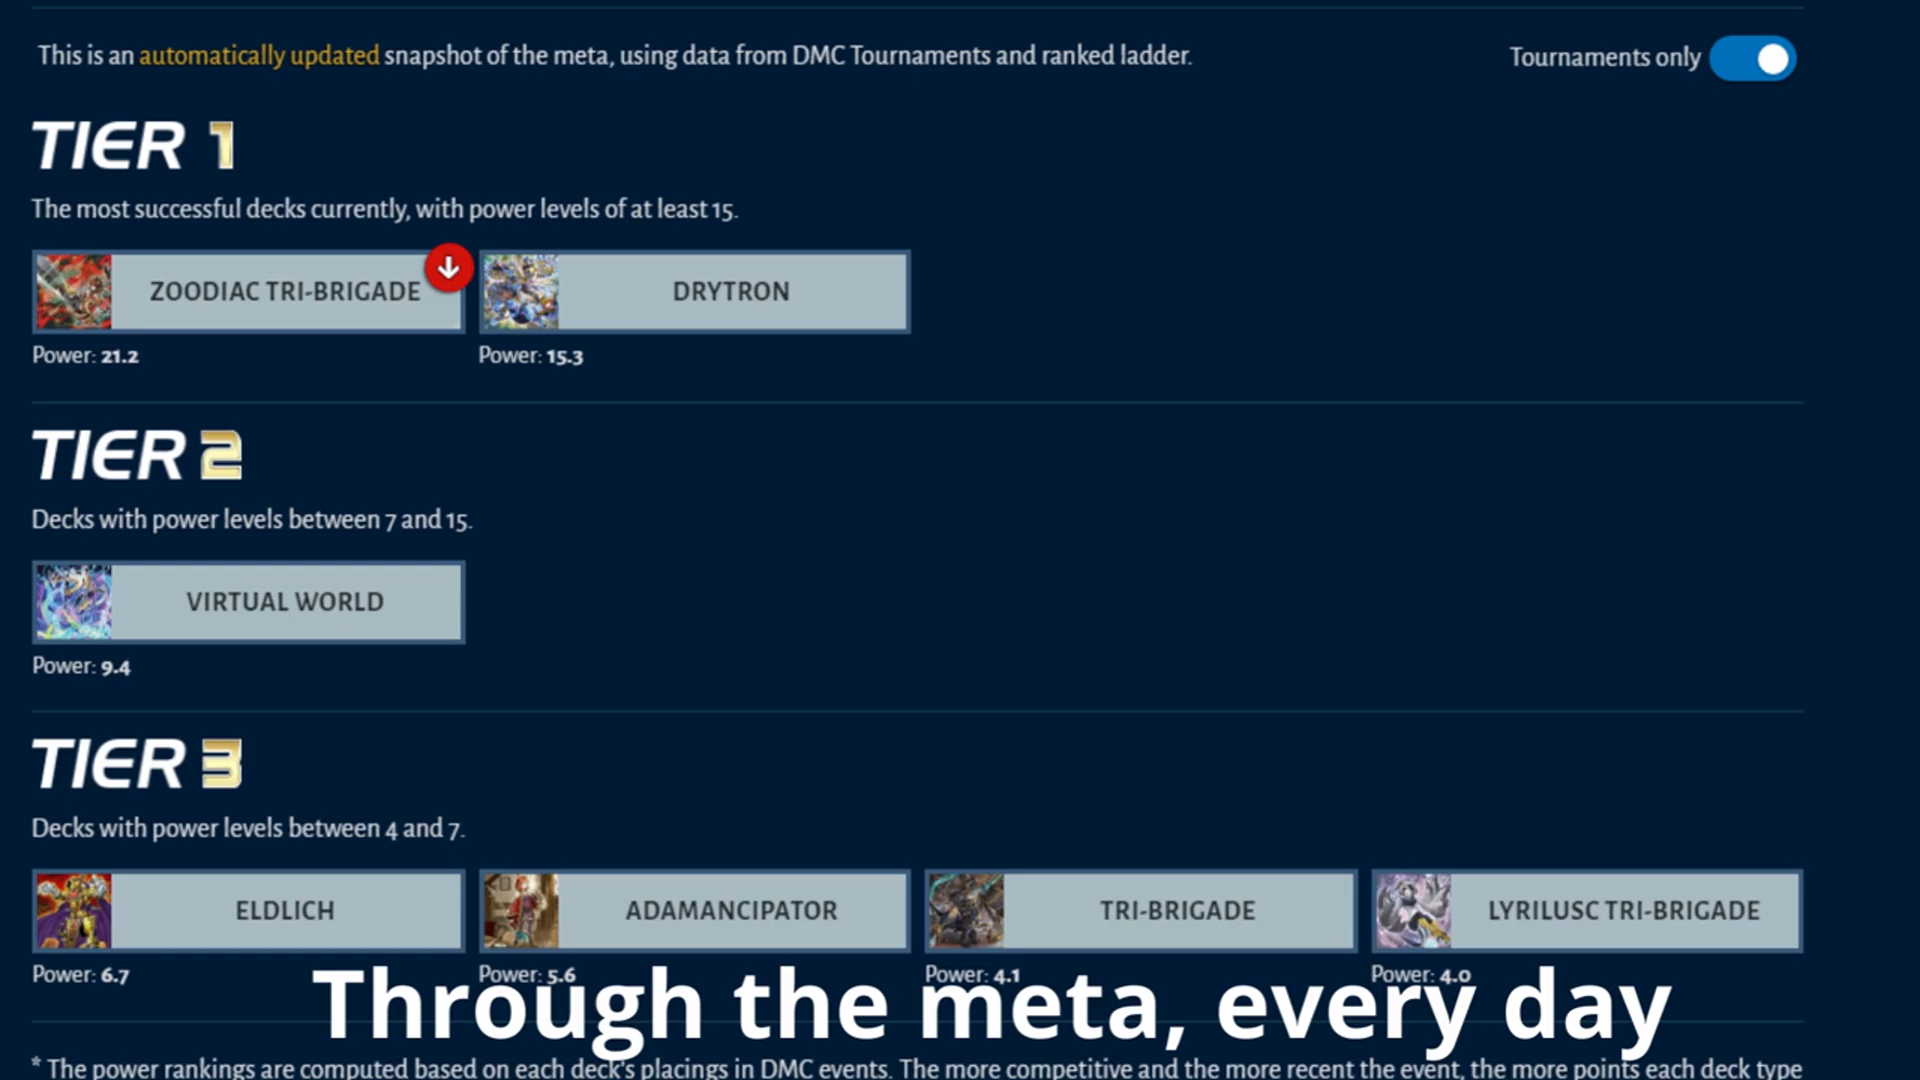 This is an automatically updated snapshot of the meta, using data from DMC Tournaments and ranked ladder.
Tournaments only
TIER 1
The most successful decks currently, with power levels of at least 15.
ZOODIAC TRI-BRIGADE
DRYTRON
Power: 21.2
Power: 15.3
TIER 2
Decks with power levels between 7 and 15.
VIRTUAL WORLD
Power: 9.4
TIER 3
Decks with power levels between 4 and 7.
ELDLICH
ADAMANCIPATOR
TRI-BRIGADE
LYRILUSC TRI-BRIGADE
Power: 6.7
Power: 5.6
Power: 4.1
Power: 4.0
Through the meta, every day
* The power rankings are computed based on each deck's placings in DMC events. The more competitive and the more recent the event, the more points each deck type